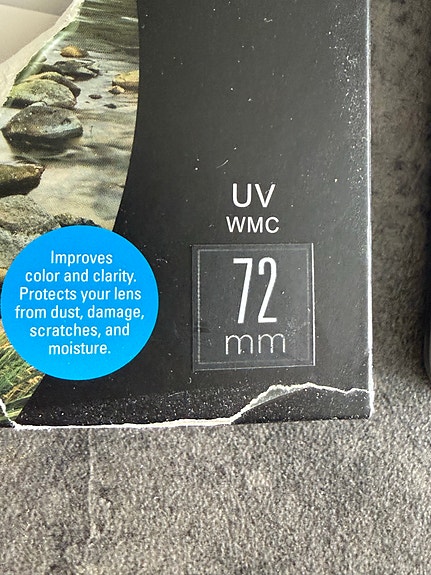 UV
WMC
72
mm
Improves
color and clarity.
Protects your lens
from dust, damage,
scratches, and
moisture.